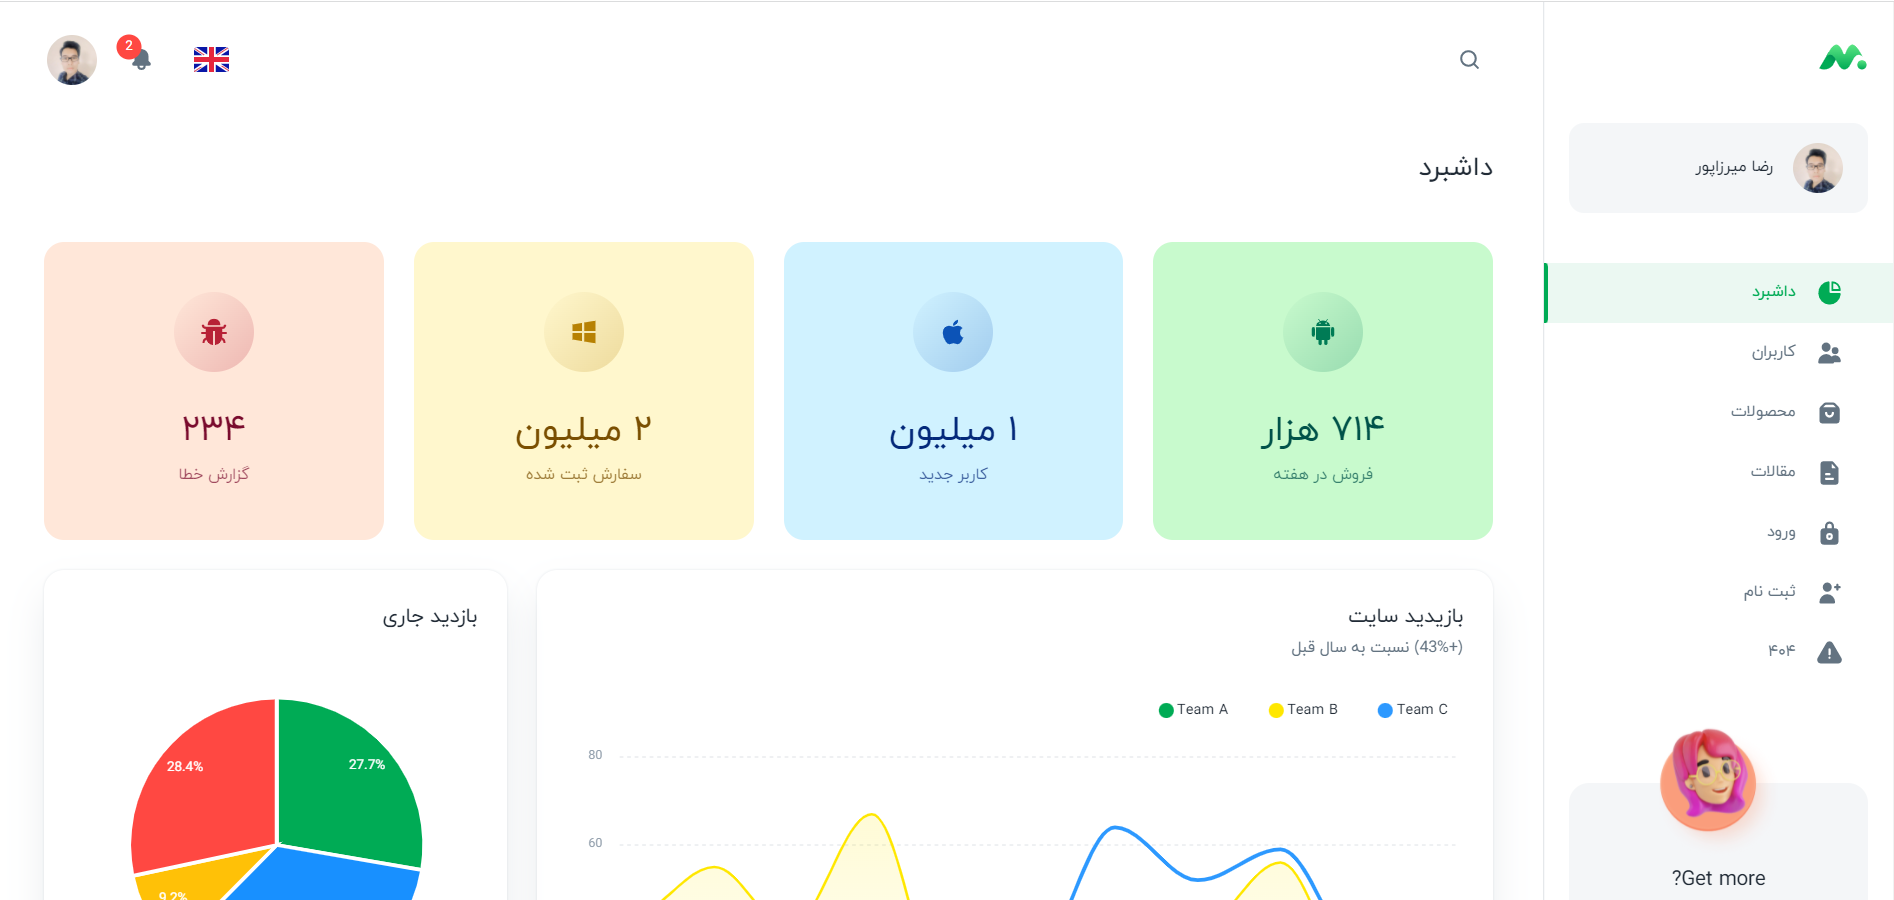 2
رضا میرزاپور
داشبرد
کاربران
محصولات
مقالات
ورود
ثبت نام
۴۰۴
?Get more
داشبرد
۷۱۴ هزار
فروش در هفته
۱ میلیون
کاربر جدید
۲ میلیون
سفارش ثبت شده
۲۳۴
گزارش خطا
بازیدید سایت
(+43%) نسبت به سال قبل
Team A
Team B
Team C
80
60
بازدید جاری
28.4%
27.7%
9.2%